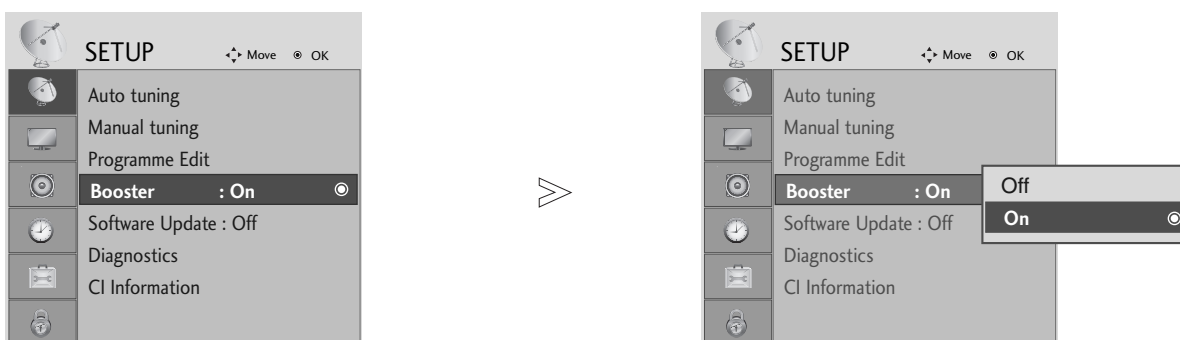 SETUP
Move OK
Auto tuning
Manual tuning
Programme Edit
Booster : On
Software Update : Off
Diagnostics
CI Information
SETUP
Move OK
Auto tuning
Manual tuning
Programme Edit
Booster : On
Off
On
Software Update : Off
Diagnostics
CI Information